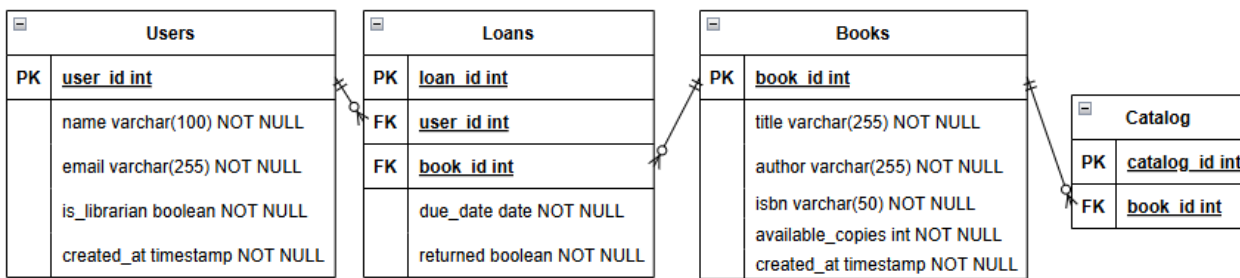 Users
PK user_id int
name varchar(100) NOT NULL
email varchar(255) NOT NULL
is_librarian boolean NOT NULL
created_at timestamp NOT NULL
Loans
PK loan_id int
FK user_id int
FK book_id int
due_date date NOT NULL
returned boolean NOT NULL
Books
PK book_id int
title varchar(255) NOT NULL
author varchar(255) NOT NULL
isbn varchar(50) NOT NULL
available_copies int NOT NULL
created_at timestamp NOT NULL
Catalog
PK catalog_id int
FK book_id int